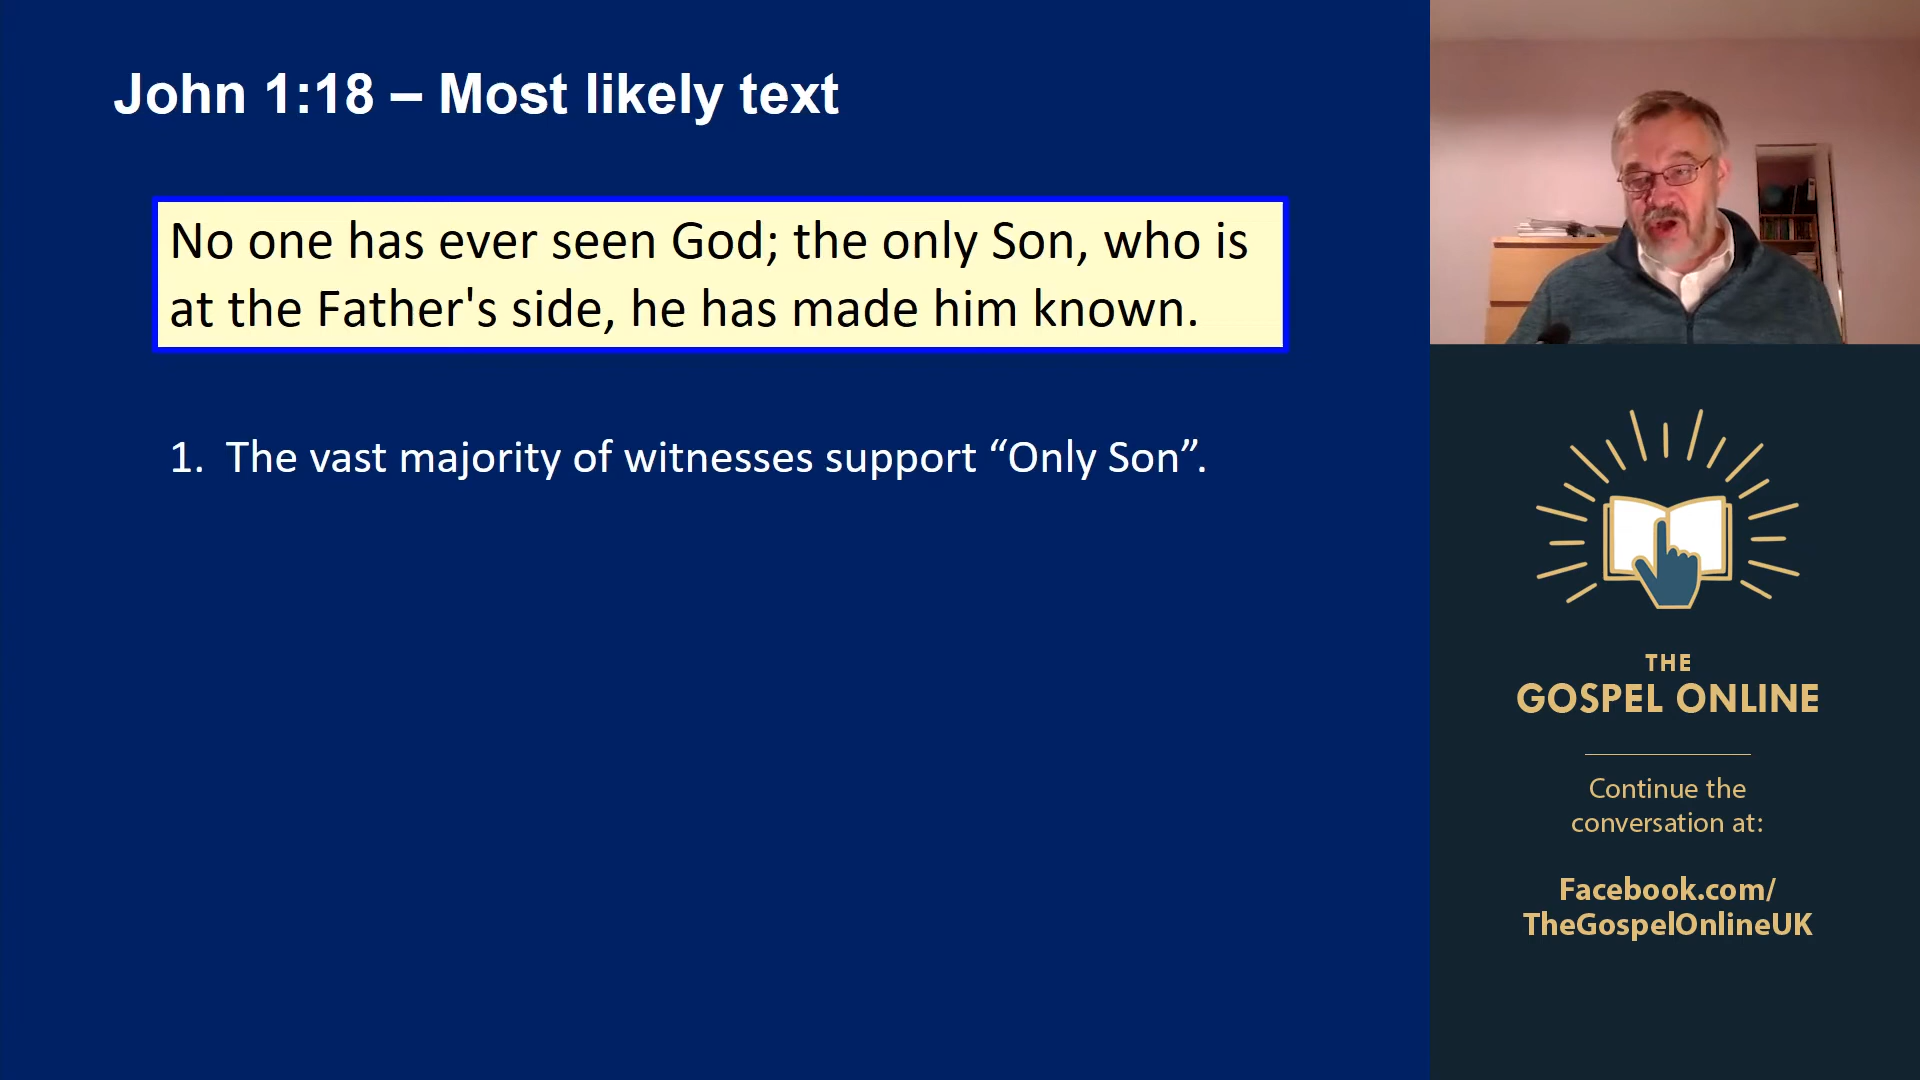 John 1:18 – Most likely text
No one has ever seen God; the only Son, who is
at the Father's side, he has made him known.
1. The vast majority of witnesses support “Only Son”.
THE
GOSPEL ONLINE
Continue the
conversation at:
Facebook.com/
TheGospelOnlineUK